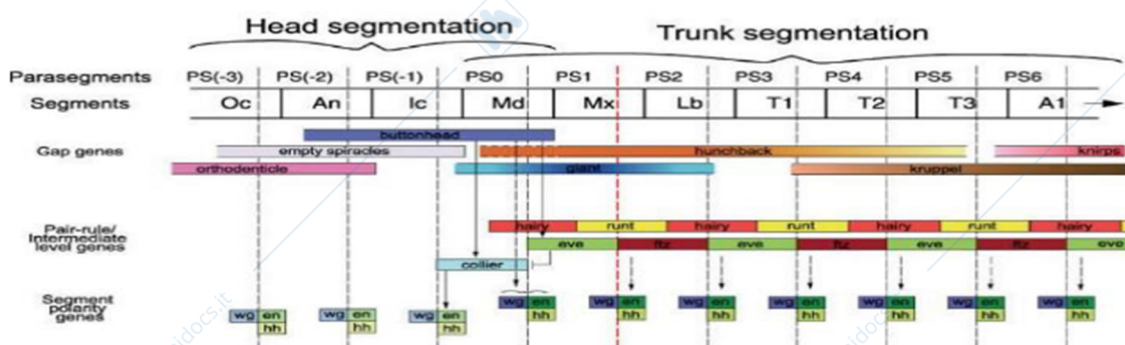 Head segmentation
Trunk segmentation
Parasegments PS(-3) PS(-2) PS(-1) PS0 PS1 PS2 PS3 PS4 PS5 PS6
Segments Oc An Ic Md Mx Lb T1 T2 T3 A1
buttonhead
Gap genes empty spiracles hunchback knirps
orthodenticle giant kruppel
Pair-rule/ hairy runt hairy runt hairy runt hairy
Intermediate
level genes eve ftz eve ftz eve ftz eve
collier
Segment wg en wg en wg en wg en wg en wg en wg en
polarity hh hh hh hh hh hh hh
genes wg en wg en wg en
hh hh hh